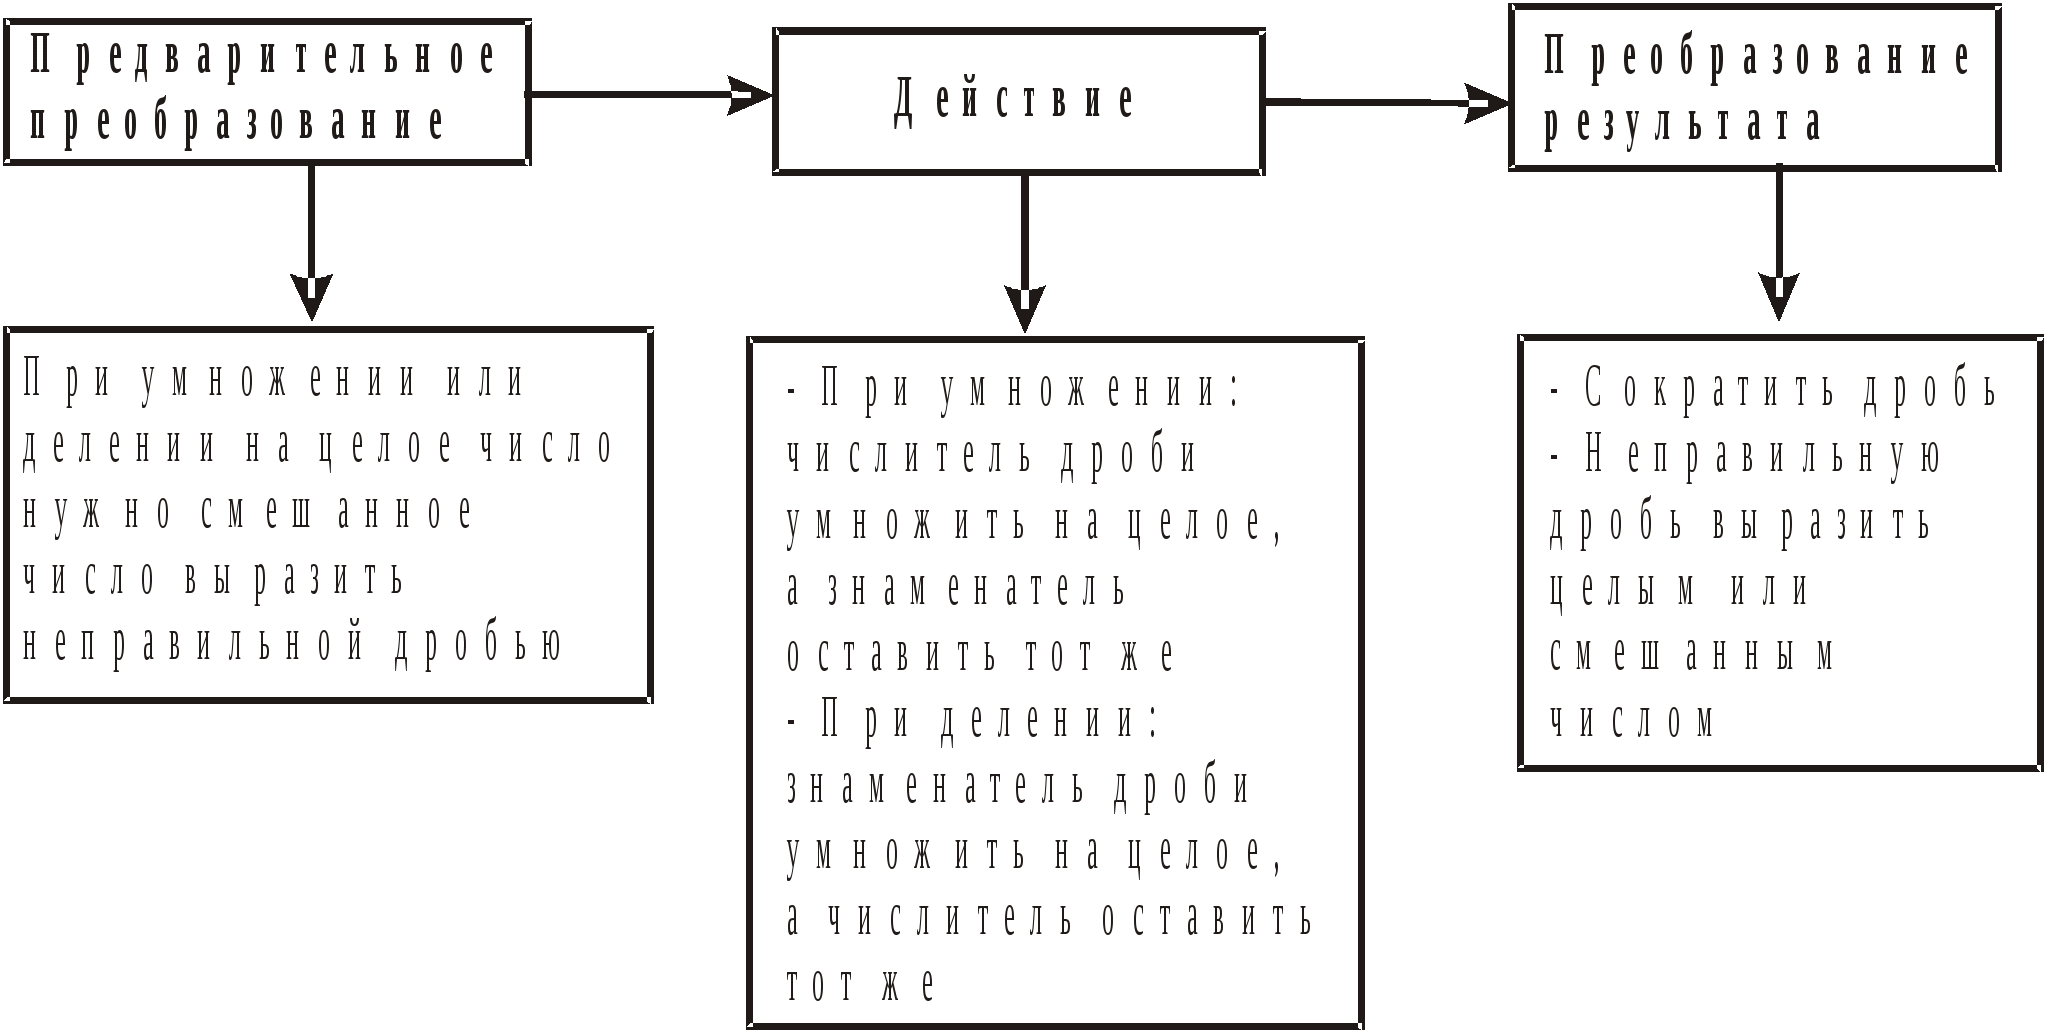 Предварительное
преобразование
Действие
Преобразование
результата
При умножении или
делении на целое число
нужно смешанное
число выразить
неправильной дробью
- При умножении:
числитель дроби
умножить на целое,
а знаменатель
оставить тот же
- При делении:
знаменатель дроби
умножить на целое,
а числитель оставить
тот же
- Сократить дробь
- Неправильную
дробь выразить
целым или
смешанным
числом